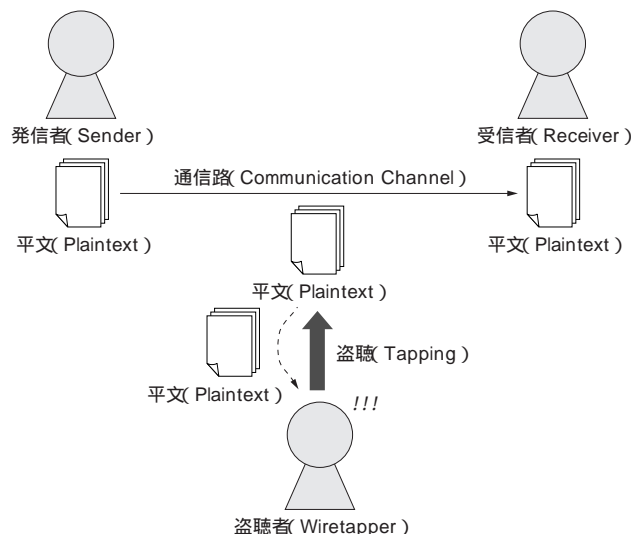 発信者( Sender )
受信者( Receiver )
通信路( Communication Channel )
平文( Plaintext )
平文( Plaintext )
平文( Plaintext )
盗聴( Tapping )
平文( Plaintext )
!!!
盗聴者( Wiretapper )